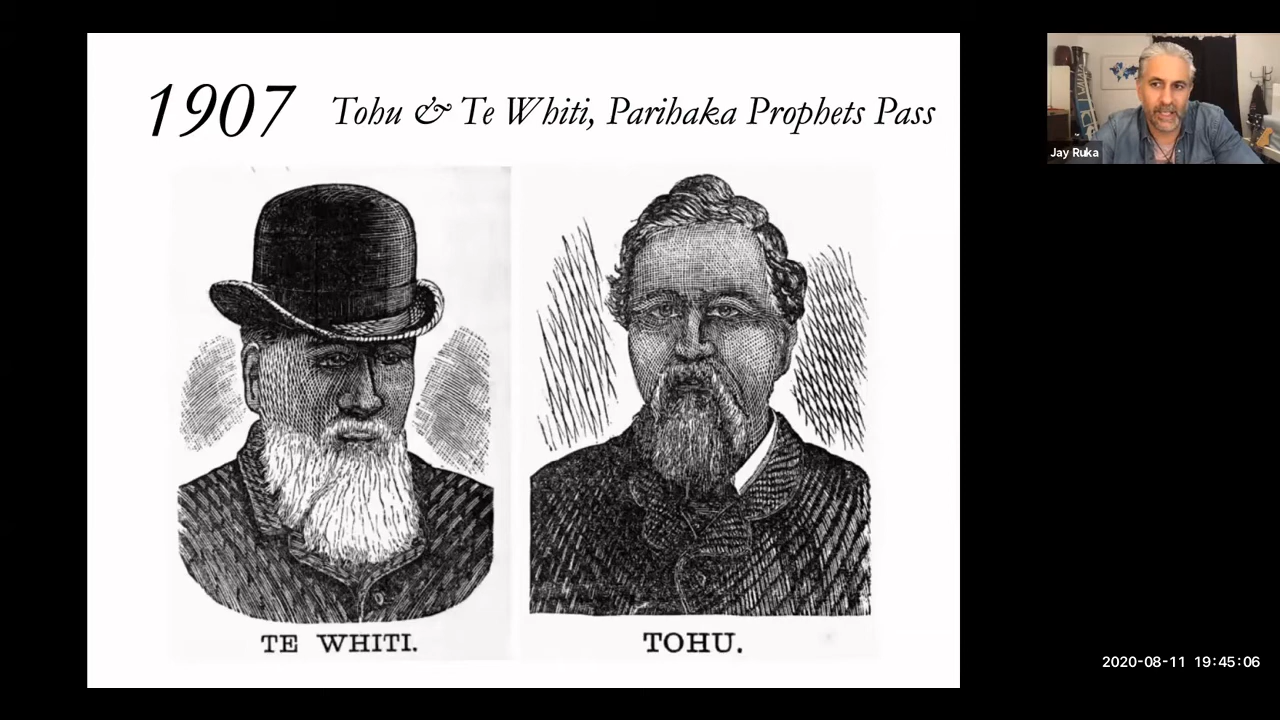 1907 Tohu & Te Whiti, Parihaka Prophets Pass
TE WHITI.
TOHU.
Jay Ruka
2020-08-11 19:45:06